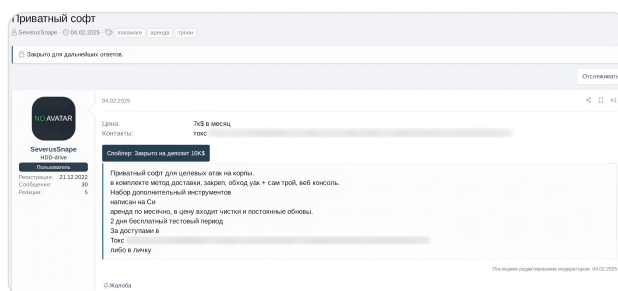 Приватный софт
SeverusSnape · 04.02.2025 · malaware аренда троян
Закрыто для дальнейших ответов.
Отслеживать
04.02.2025 #1
NO AVATAR
SeverusSnape
HDD-drive
Пользователь
Регистрация: 21.12.2022
Сообщения: 30
Реакции: 5
Цена: 7к$ в месяц
Контакты: токс
Спойлер: Закрыто на депозит 10K$
Приватный софт для целевых атак на корпы.
в комплекте метод доставки, закреп, обход уак + сам трой, веб консоль.
Набор дополнительный инструментов
написан на Си
аренда по месячно, в цену входит чистки и постоянные обновы.
2 дня бесплатный тестовый период
За доступами в
Токс
либо в личку
Последнее редактирование модератором: 04.02.2025
Жалоба